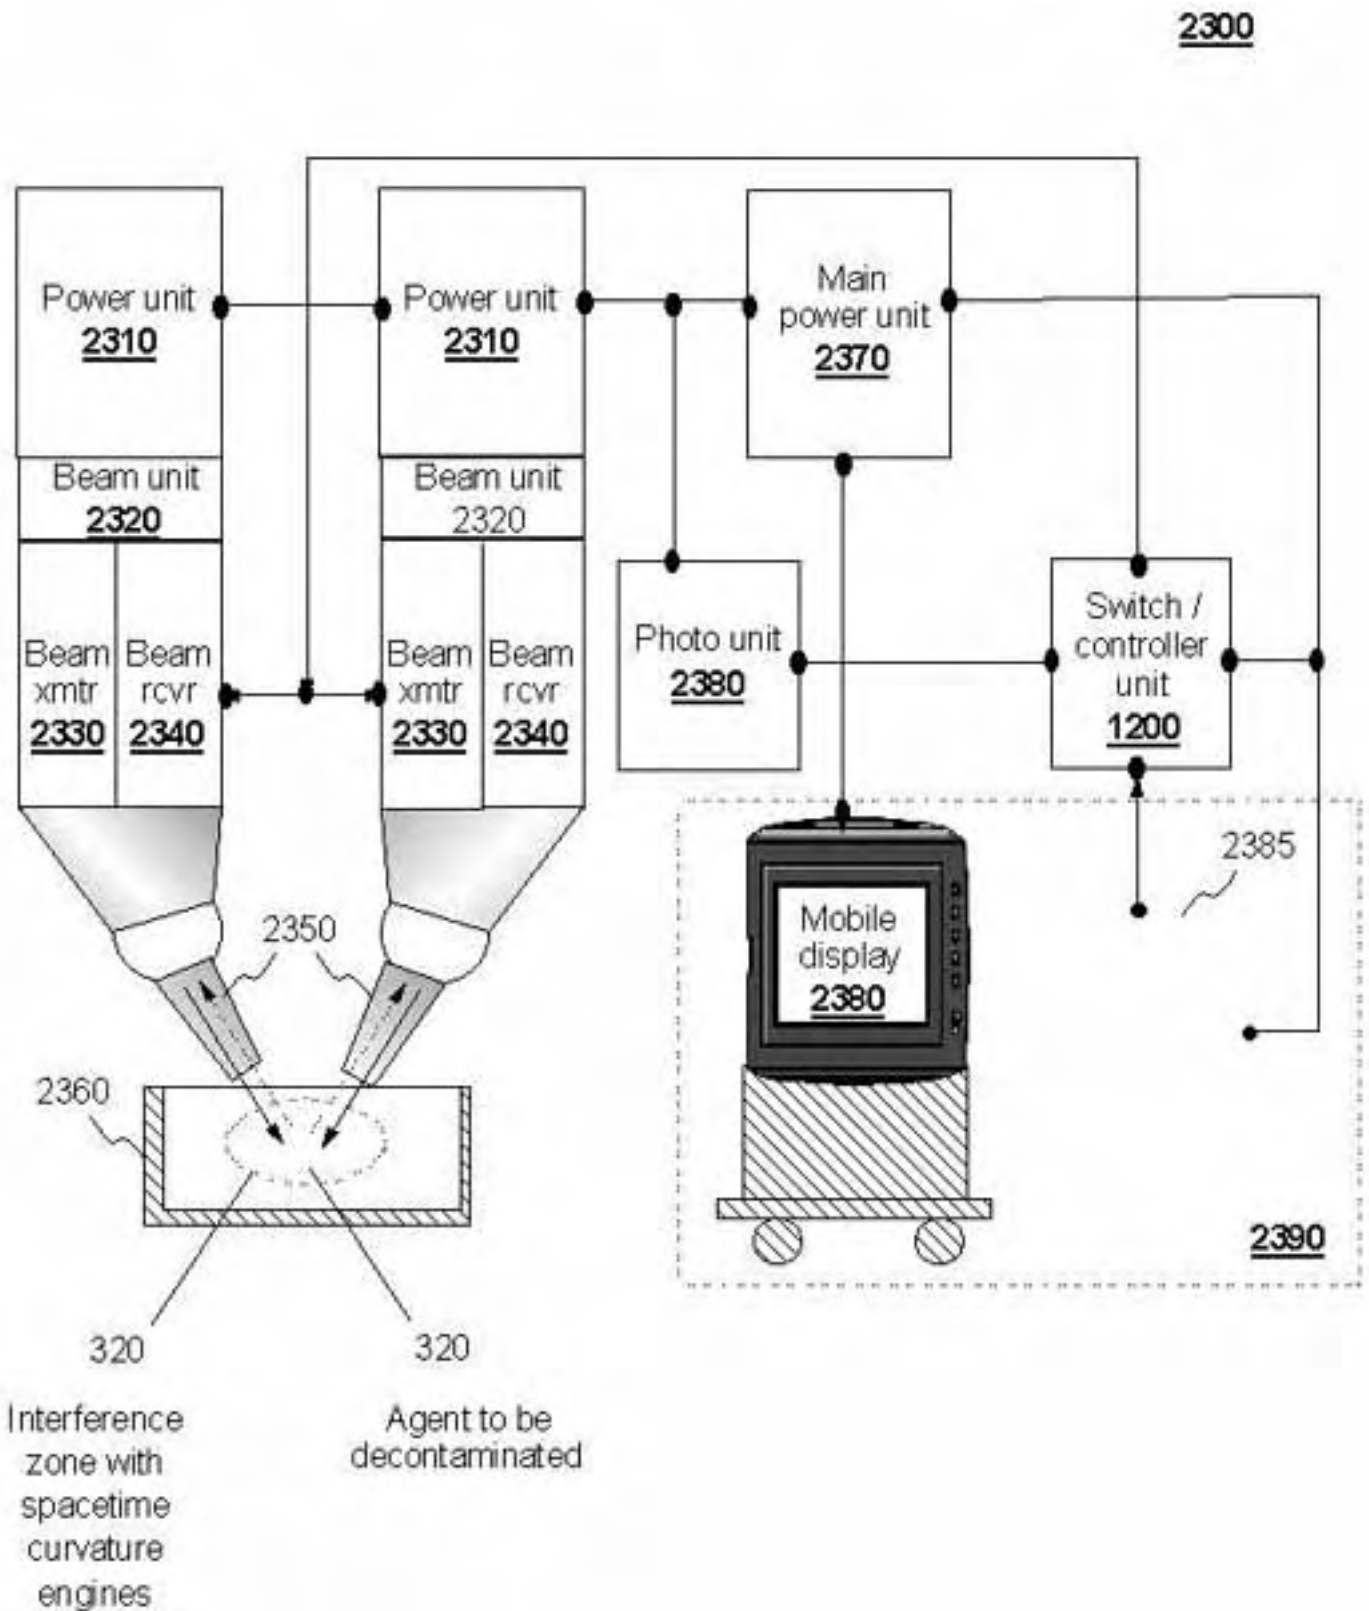 2300
Power unit
2310
Power unit
2310
Main
power unit
2370
Beam unit
2320
Beam unit
2320
Beam
xmtr
2330
Beam
rcvr
2340
Beam
xmtr
2330
Beam
rcvr
2340
Photo unit
2380
Switch /
controller
unit
1200
2385
2350
Mobile
display
2380
2360
2390
320
320
Interference
zone with
spacetime
curvature
engines
Agent to be
decontaminated